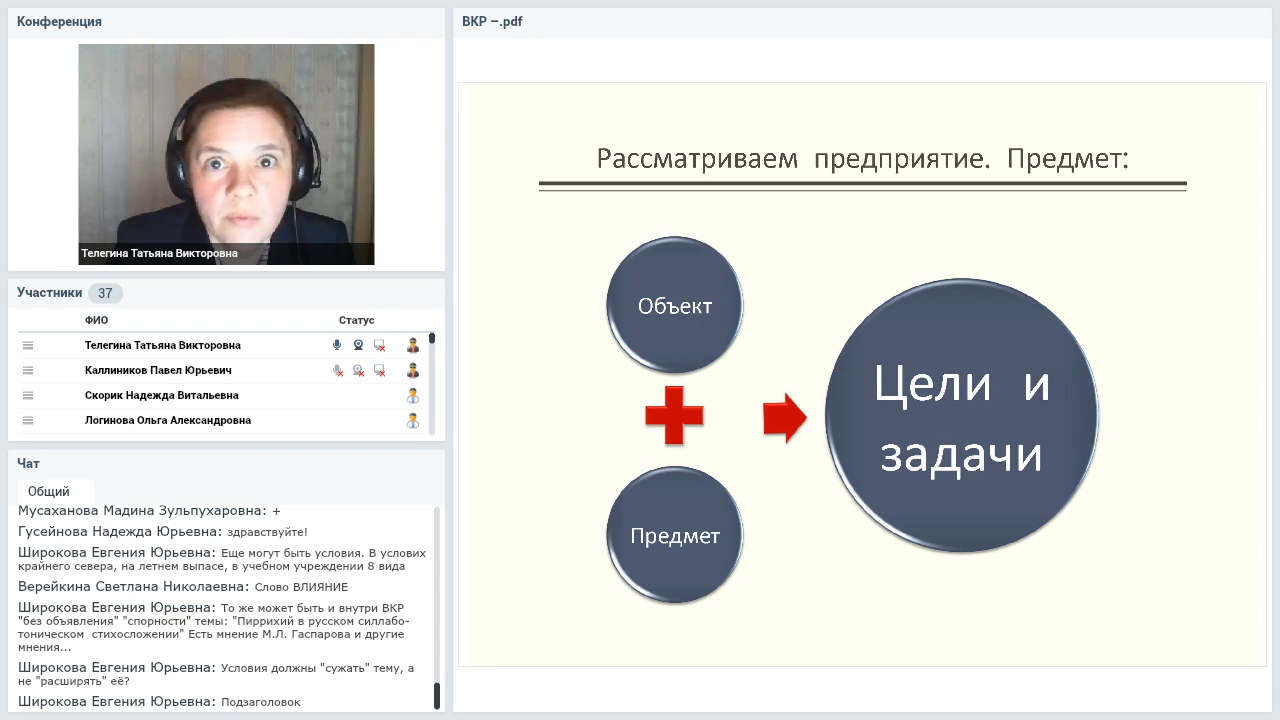 Конференция
Телегина Татьяна Викторовна
Участники 37
ФИО Статус
Телегина Татьяна Викторовна
Каллиников Павел Юрьевич
Скорик Надежда Витальевна
Логинова Ольга Александровна
Чат
Общий
Мусаханова Мадина Зульпухаровна: +
Гусейнова Надежда Юрьевна: здравствуйте!
Широкова Евгения Юрьевна: Еще могут быть условия. В услових
крайнего севера, на летнем выпасе, в учебном учреждении 8 вида
Верейкина Светлана Николаевна: Слово ВЛИЯНИЕ
Широкова Евгения Юрьевна: То же может быть и внутри ВКР
"без объявления" "спорности" темы: "Пиррихий в русском силлабо-
тоническом стихосложении" Есть мнение М.Л. Гаспарова и другие
мнения...
Широкова Евгения Юрьевна: Условия должны "сужать" тему, а
не "расширять" её?
Широкова Евгения Юрьевна: Подзаголовок
ВКР –.pdf
Рассматриваем предприятие. Предмет:
Объект
Предмет
Цели и
задачи